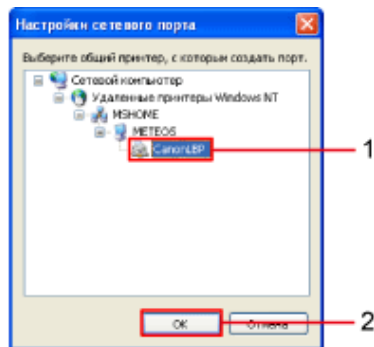 Настройки сетевого порта
Выберите общий принтер, с которым создать порт.
Сетевой компьютер
Удаленные принтеры Windows NT
MSHOME
METEOS
CanonLBP
1
OK
Отмена
2